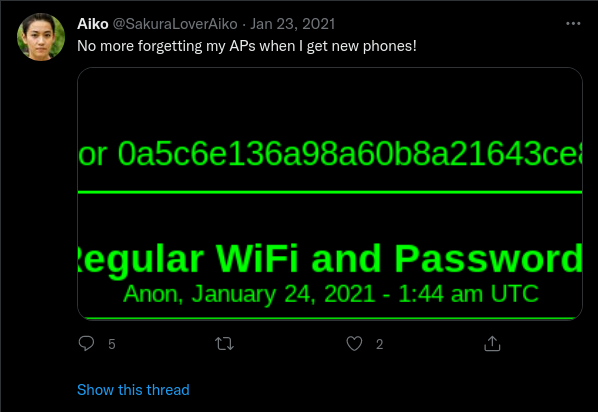 Aiko @SakuraLoverAiko · Jan 23, 2021
No more forgetting my APs when I get new phones!
or 0a5c6e136a98a60b8a21643ce8
Regular WiFi and Password
Anon, January 24, 2021 - 1:44 am UTC
5
2
Show this thread